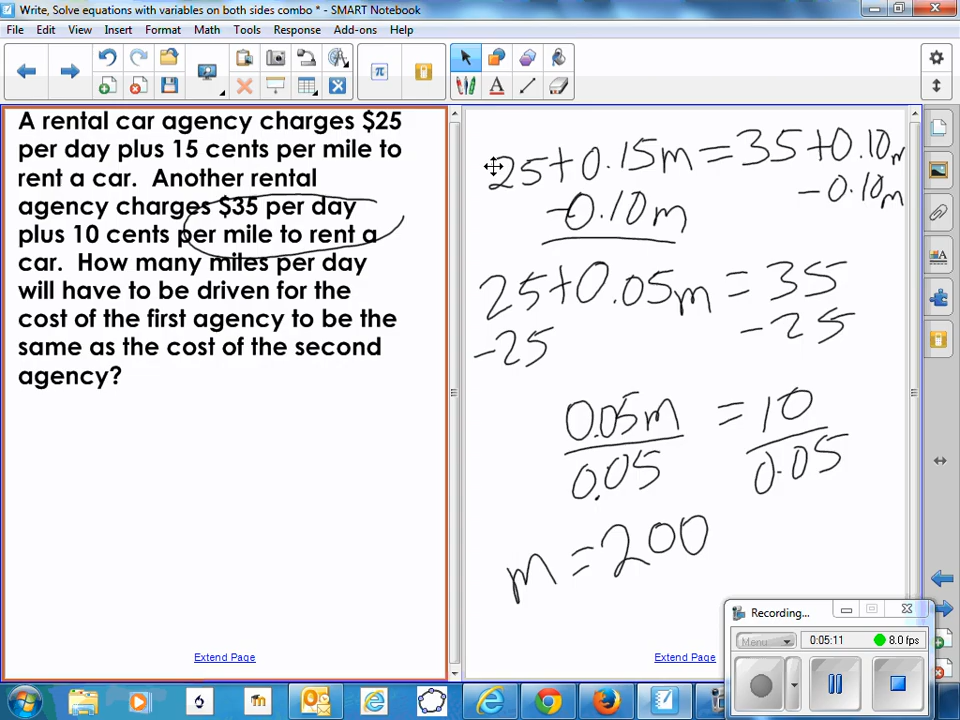 Write, Solve equations with variables on both sides combo * - SMART Notebook
File Edit View Insert Format Math Tools Response Add-ons Help
A rental car agency charges $25
per day plus 15 cents per mile to
rent a car. Another rental
agency charges $35 per day
plus 10 cents per mile to rent a
car. How many miles per day
will have to be driven for the
cost of the first agency to be the
same as the cost of the second
agency?
Extend Page
25+0.15m=35+0.10m
-0.10m -0.10m
25+0.05m=35
-25 -25
0.05m =10
0.05 0.05
m=200
Extend Page
Recording...
Menu 0:05:11 8.0 fps